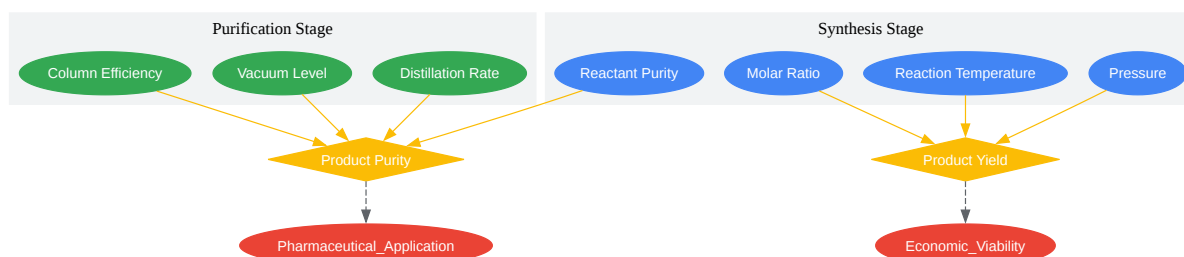 Purification Stage
Synthesis Stage
Column Efficiency
Vacuum Level
Distillation Rate
Reactant Purity
Molar Ratio
Reaction Temperature
Pressure
Product Purity
Product Yield
Pharmaceutical_Application
Economic_Viability